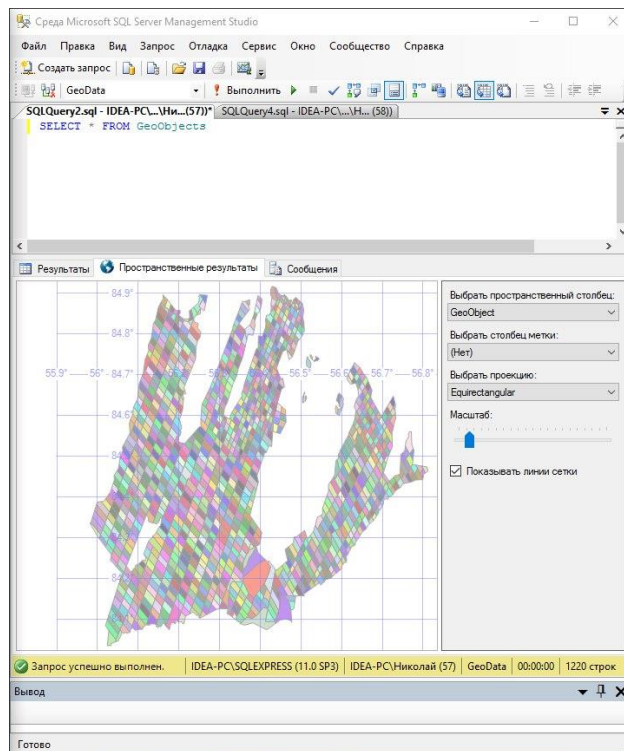 Среда Microsoft SQL Server Management Studio
Файл Правка Вид Запрос Отладка Сервис Окно Сообщество Справка
Создать запрос
GeoData Выполнить
SQLQuery2.sql - IDEA-PC\...\Ни...(57))* SQLQuery4.sql - IDEA-PC\...\Н... (58))
SELECT * FROM GeoObjects
Результаты Пространственные результаты Сообщения
84.9°
84.8°
55.9° 56° 84.7° 56.5° 56.6° 56.7° 56.8°
Выбрать пространственный столбец:
GeoObject
Выбрать столбец метки:
(Нет)
Выбрать проекцию:
Equirectangular
Масштаб:
Показывать линии сетки
Запрос успешно выполнен. IDEA-PC\SQLEXPRESS (11.0 SP3) IDEA-PC\Николай (57) GeoData 00:00:00 1220 строк
Вывод
Готово